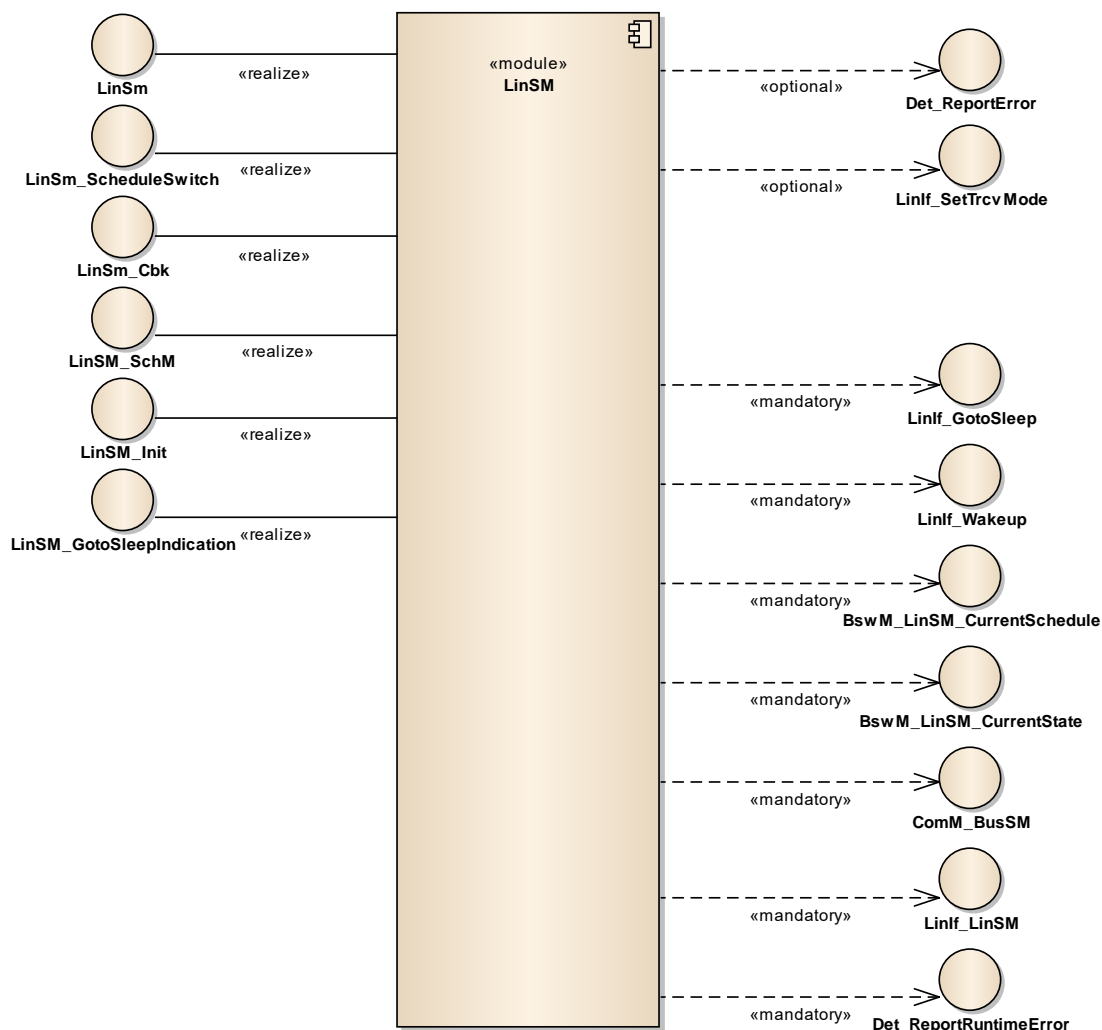 «module»
LinSM
LinSm
«realize»
LinSm_ScheduleSwitch
«realize»
LinSm_Cbk
«realize»
LinSM_SchM
«realize»
LinSM_Init
«realize»
LinSM_GotoSleepIndication
«realize»
«optional»
Det_ReportError
«optional»
LinIf_SetTrcvMode
«mandatory»
LinIf_GotoSleep
«mandatory»
LinIf_Wakeup
«mandatory»
BswM_LinSM_CurrentSchedule
«mandatory»
BswM_LinSM_CurrentState
«mandatory»
ComM_BusSM
«mandatory»
LinIf_LinSM
«mandatory»
Det_ReportRuntimeError